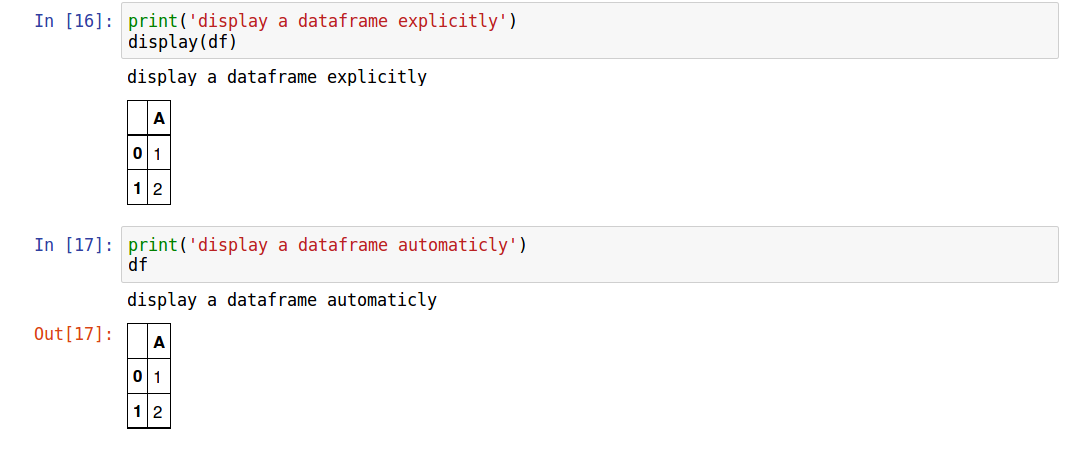 In [16]: print('display a dataframe explicitly')
display(df)
display a dataframe explicitly
A
0 1
1 2
In [17]: print('display a dataframe automaticly')
df
display a dataframe automaticly
Out[17]:
A
0 1
1 2